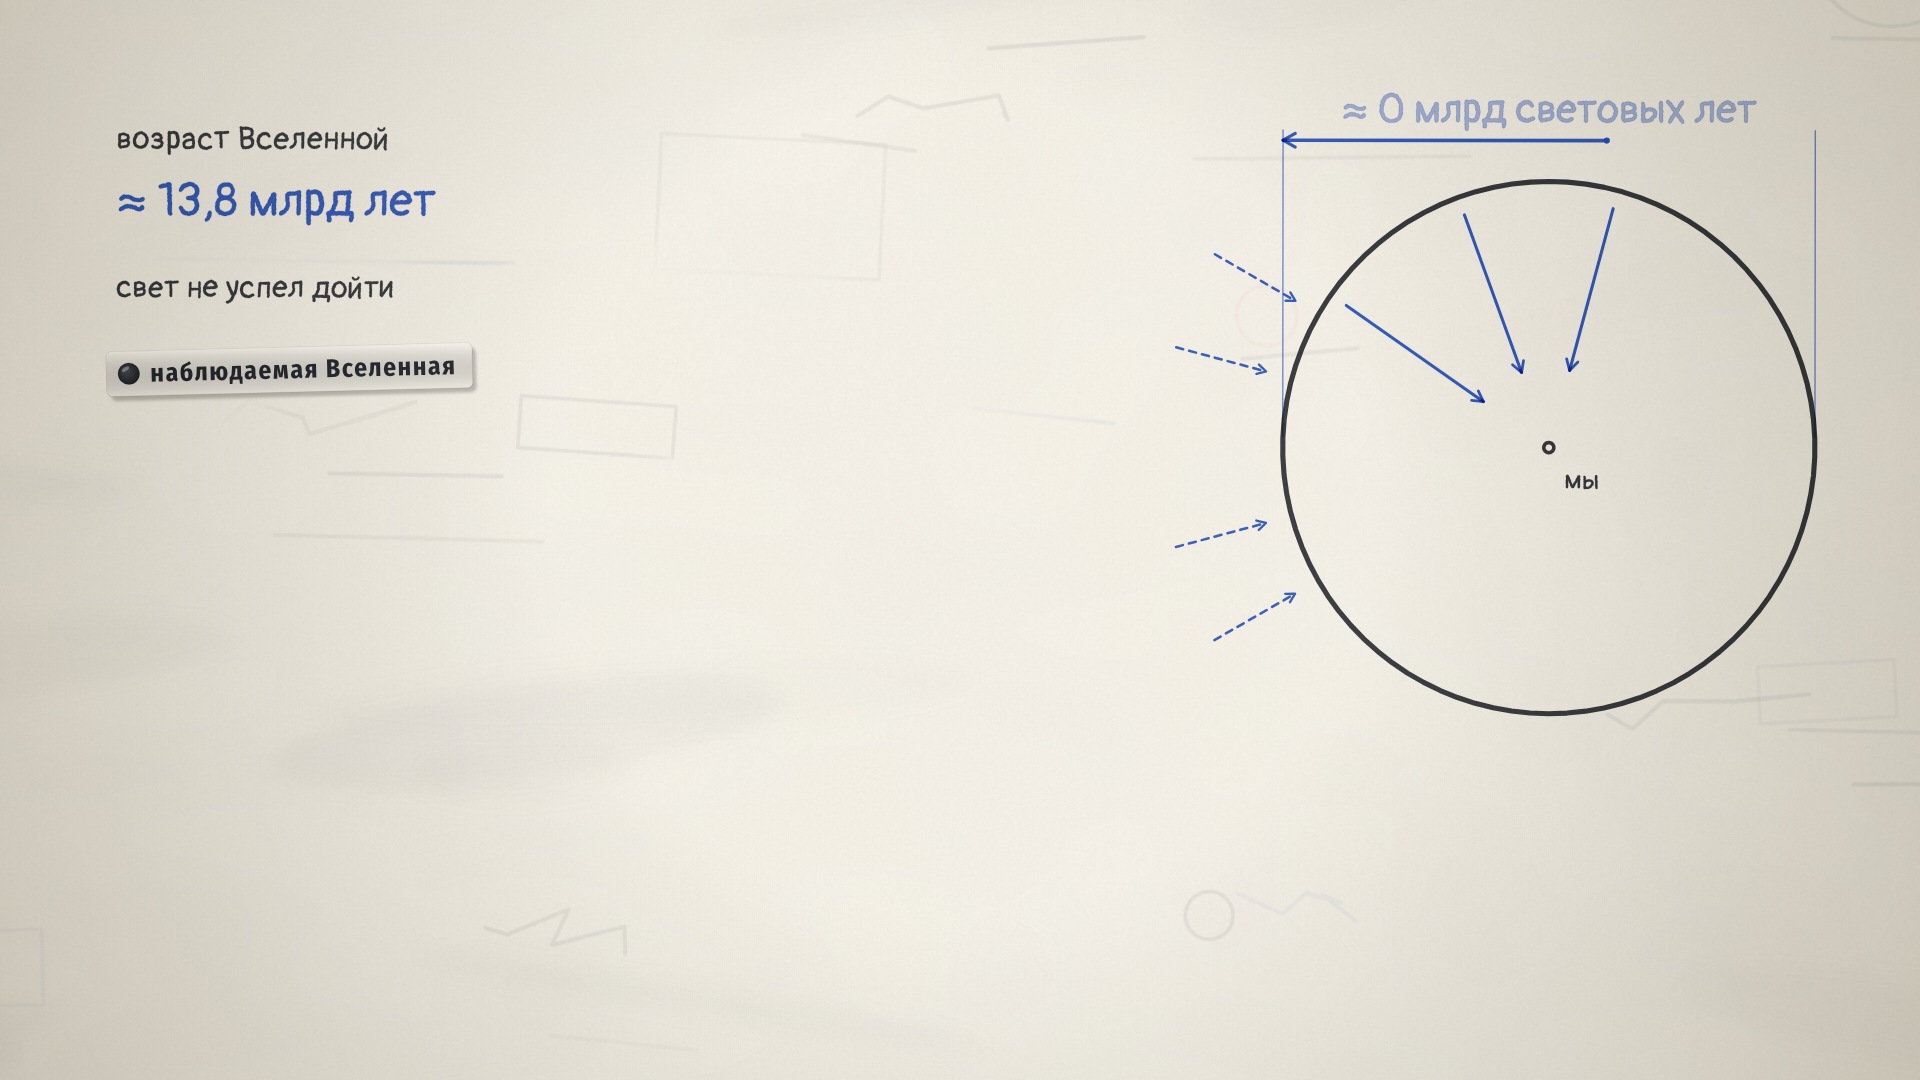 возраст Вселенной
≈ 13,8 млрд лет
свет не успел дойти
наблюдаемая Вселенная
≈ 0 млрд световых лет
мы